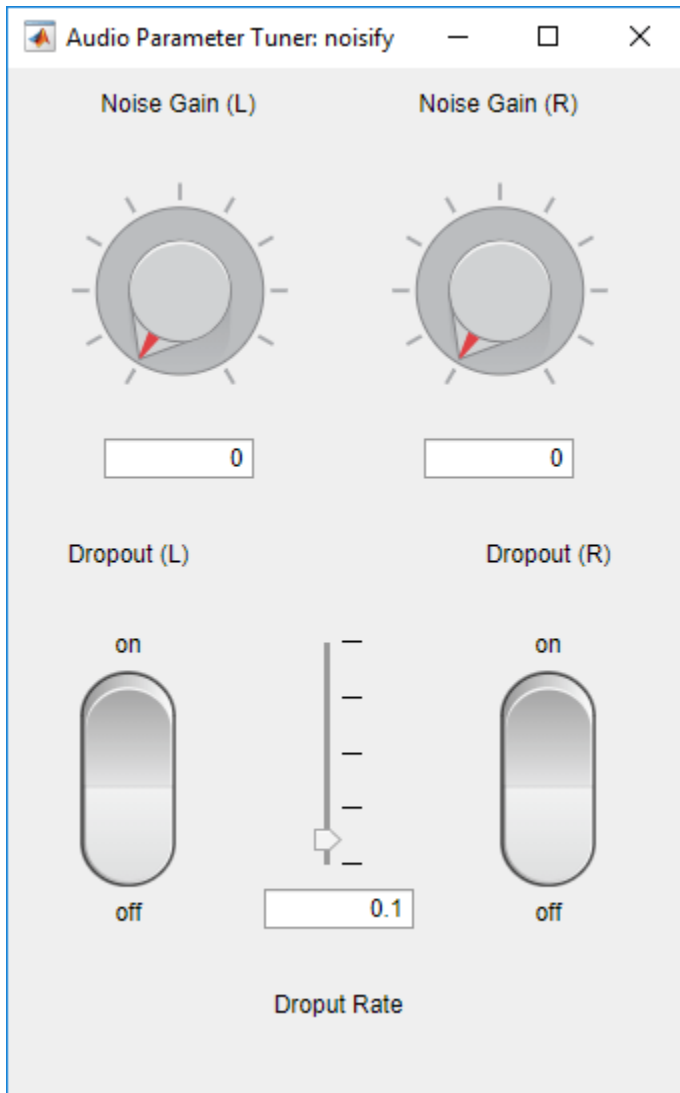 Audio Parameter Tuner: noisify
Noise Gain (L) Noise Gain (R)
0 0
Dropout (L) Dropout (R)
on on
off off
0.1
Droput Rate